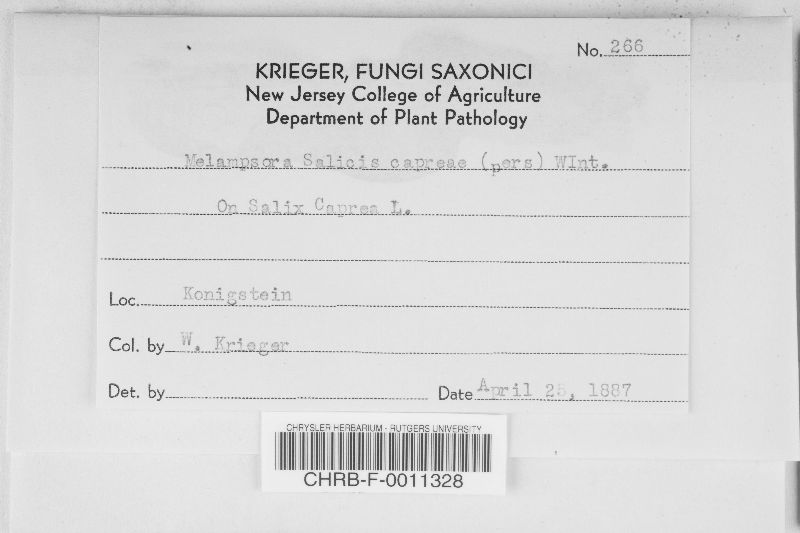 No. 266
KRIEGER, FUNGI SAXONICI
New Jersey College of Agriculture
Department of Plant Pathology
Melampsora Salicis capreae (pers) WInt.
On Salix Caprea L.
Loc. Konigstein
Col. by W. Krieger
Det. by
Date April 25, 1887
CHRYSLER HERBARIUM - RUTGERS UNIVERSITY
CHRB-F-0011328